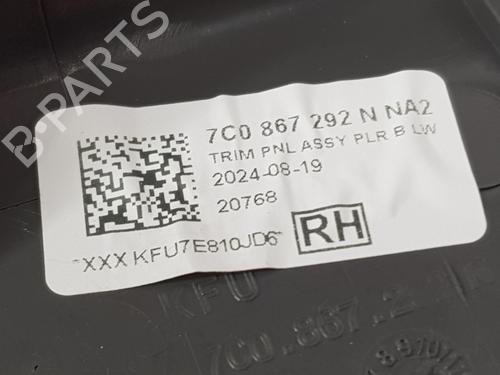 7C0 867 292 N NA2
TRIM PNL ASSY PLR B LW
2024-08-19
20768
XXX KFU7E810JD6
RH
KFU
7C0.867.2
B-PARTS